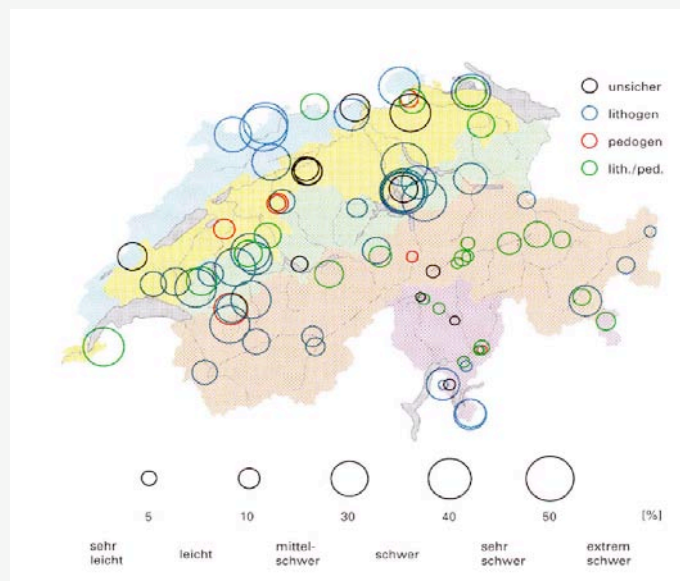 unsicher
lithogen
pedogen
lith./ped.
5 10 30 40 50 [%]
sehr leicht
leicht
mittel-
schwer
schwer
sehr
schwer
extrem
schwer